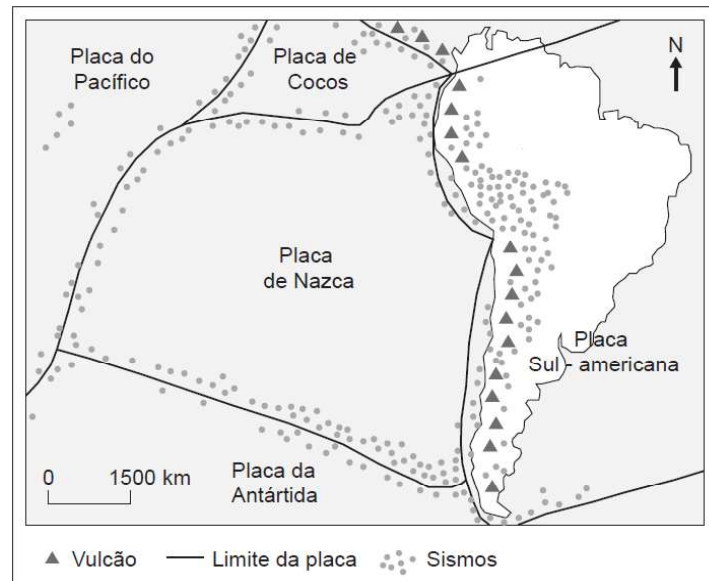 Placa do
Pacífico
Placa de
Cocos
N
Placa
de Nazca
Placa
Sul - americana
0 1500 km
Placa da
Antártida
Vulcão
Limite da placa
Sismos